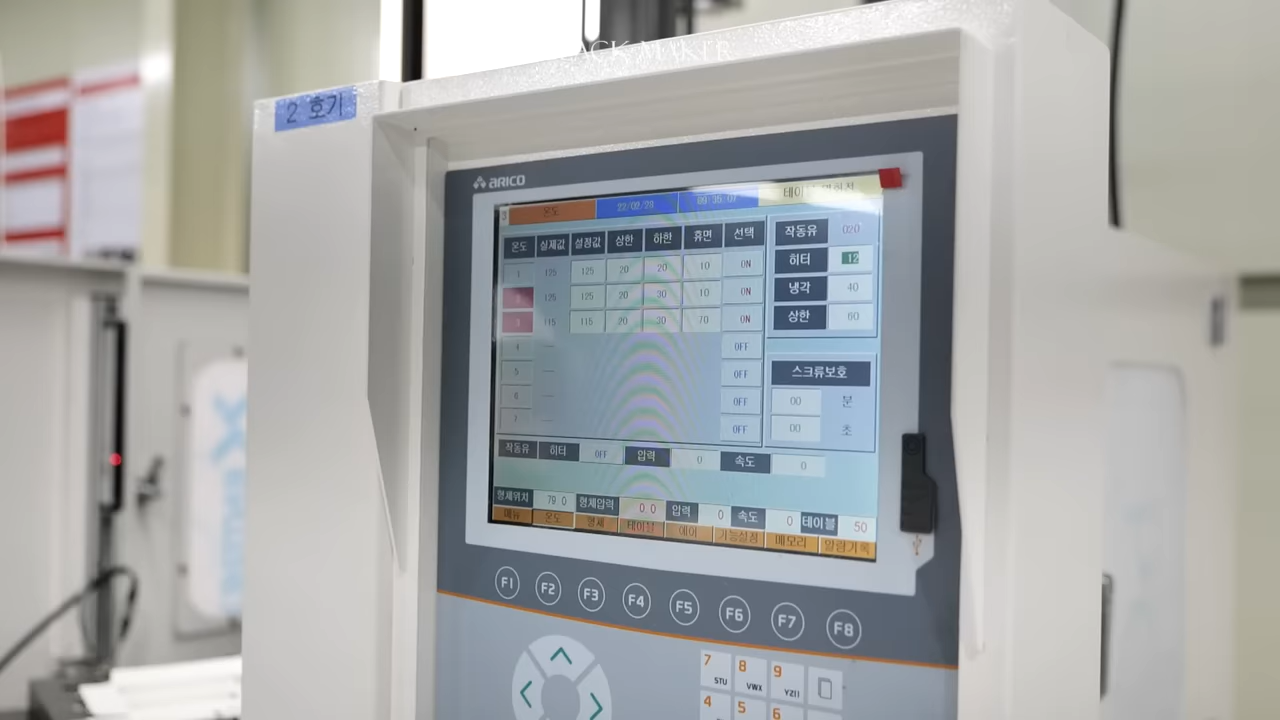 ACK MAKER
2 호기
ARICO
3 온도 22/02/28 09:35:07
온도 실제값 설정값 상한 하한 휴면 선택
1 125 125 20 20 10 ON
2 125 125 20 30 10 ON
3 115 115 20 30 70 ON
4 OFF
5 OFF
6 OFF
7 OFF
작동유 020
히터 12
냉각 40
상한 60
스크류보호
00 분
00 초
작동유 히터 OFF 압력 0 속도 0
형체위치 79.0 형체압력 0.0 압력 0 속도 0 테이블 50
메뉴 온도 형체 테이블 에어 기능설정 메모리 알람기록
F1 F2 F3 F4 F5 F6 F7 F8
7 STU 8 VWX 9
4 5 6